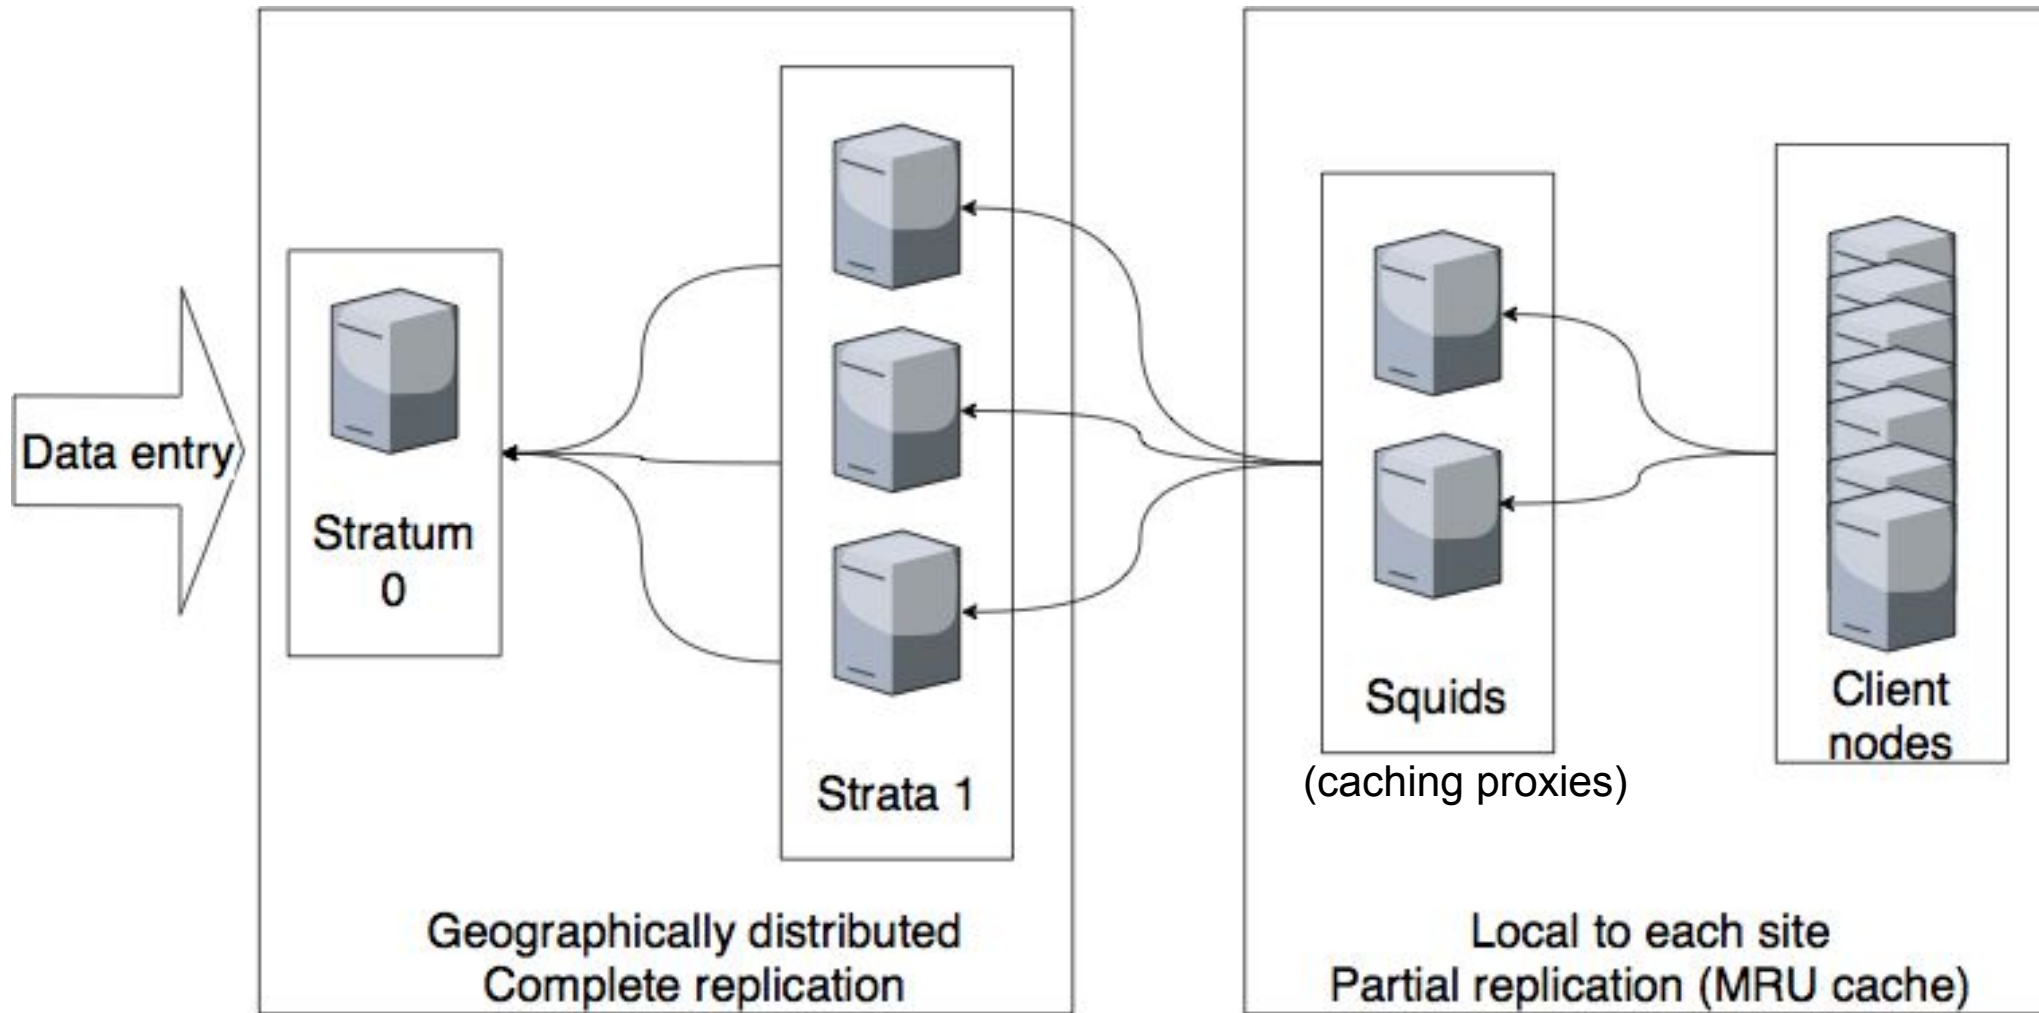 Data entry
Stratum
0
Strata 1
Geographically distributed
Complete replication
Squids
(caching proxies)
Client
nodes
Local to each site
Partial replication (MRU cache)